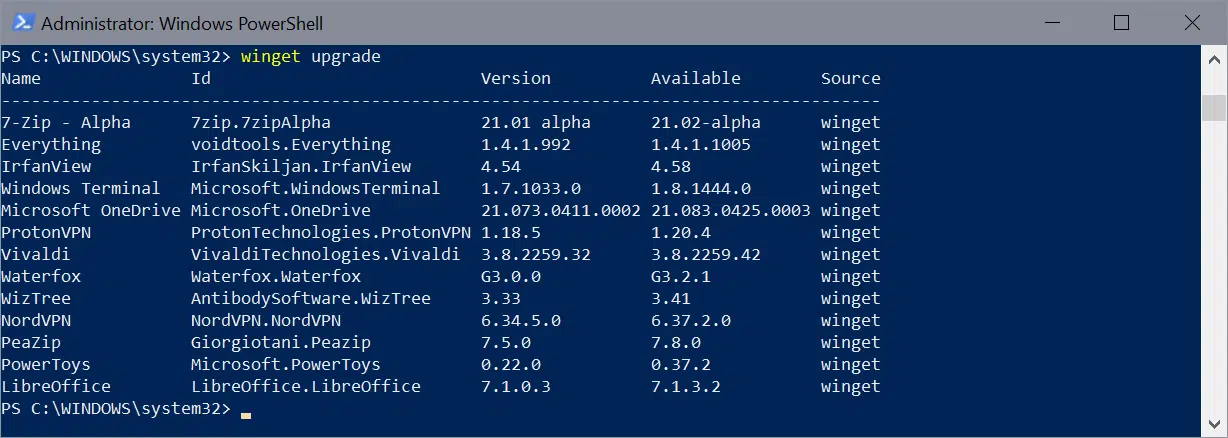 Administrator: Windows PowerShell
PS C:\WINDOWS\system32> winget upgrade
Name Id Version Available Source
----------------------------------------------------------------------------------------
7-Zip - Alpha 7zip.7zipAlpha 21.01 alpha 21.02-alpha winget
Everything voidtools.Everything 1.4.1.992 1.4.1.1005 winget
IrfanView IrfanSkiljan.IrfanView 4.54 4.58 winget
Windows Terminal Microsoft.WindowsTerminal 1.7.1033.0 1.8.1444.0 winget
Microsoft OneDrive Microsoft.OneDrive 21.073.0411.0002 21.083.0425.0003 winget
ProtonVPN ProtonTechnologies.ProtonVPN 1.18.5 1.20.4 winget
Vivaldi VivaldiTechnologies.Vivaldi 3.8.2259.32 3.8.2259.42 winget
Waterfox Waterfox.Waterfox G3.0.0 G3.2.1 winget
WizTree AntibodySoftware.WizTree 3.33 3.41 winget
NordVPN NordVPN.NordVPN 6.34.5.0 6.37.2.0 winget
PeaZip Giorgiotani.Peazip 7.5.0 7.8.0 winget
PowerToys Microsoft.PowerToys 0.22.0 0.37.2 winget
LibreOffice LibreOffice.LibreOffice 7.1.0.3 7.1.3.2 winget
PS C:\WINDOWS\system32>